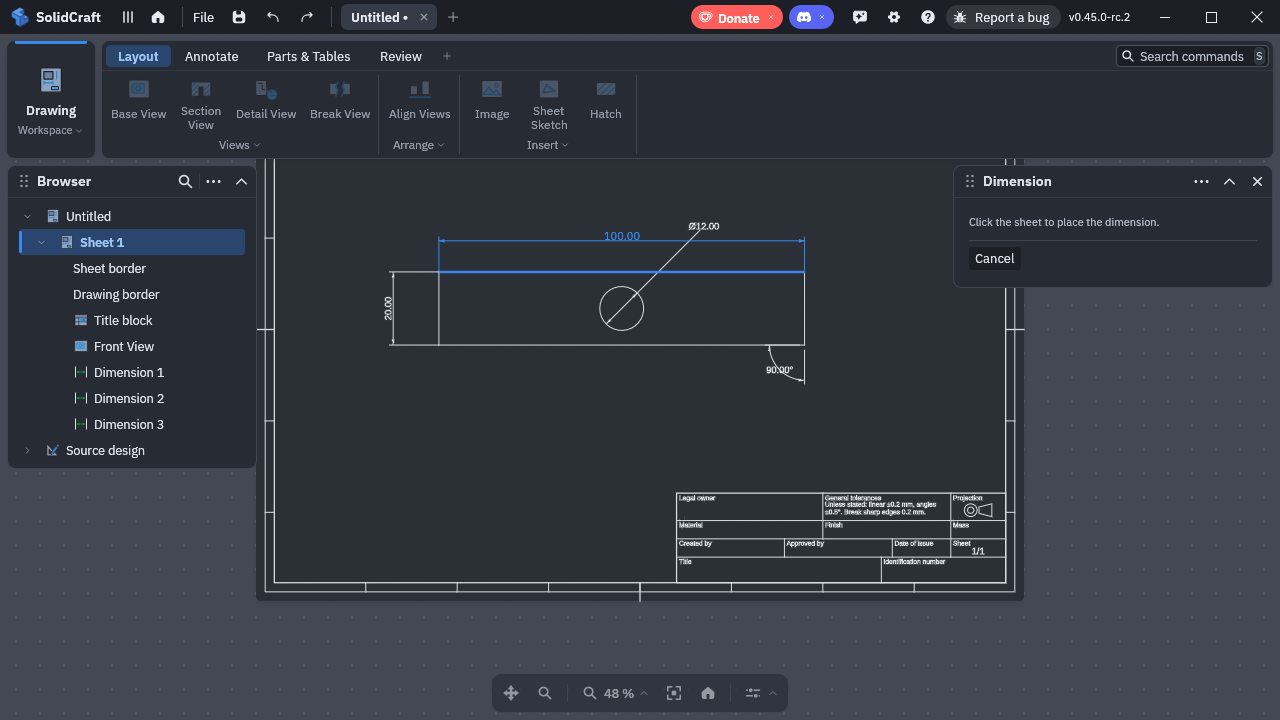 SolidCraft
File
Untitled •
Donate
Report a bug
v0.45.0-rc.2
Drawing
Workspace
Layout
Annotate
Parts & Tables
Review
Search commands
S
Base View
Section View
Detail View
Break View
Views
Align Views
Arrange
Image
Sheet Sketch
Hatch
Insert
Browser
Untitled
Sheet 1
Sheet border
Drawing border
Title block
Front View
Dimension 1
Dimension 2
Dimension 3
Source design
Dimension
Click the sheet to place the dimension.
Cancel
Ø12.00
100.00
20.00
90.00°
Legal owner
General tolerances
Unless stated: linear ±0.2 mm, angles
±0.5°. Break sharp edges 0.2 mm.
Projection
Material
Finish
Mass
Created by
Approved by
Date of issue
Sheet
1/1
Title
Identification number
48 %